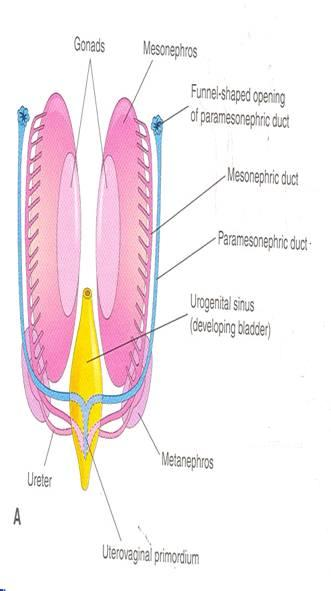 Gonads
Mesonephros
Funnel-shaped opening
of paramesonephric duct
Mesonephric duct
Paramesonephric duct
Urogenital sinus
(developing bladder)
Metanephros
Ureter
A
Uterovaginal primordium